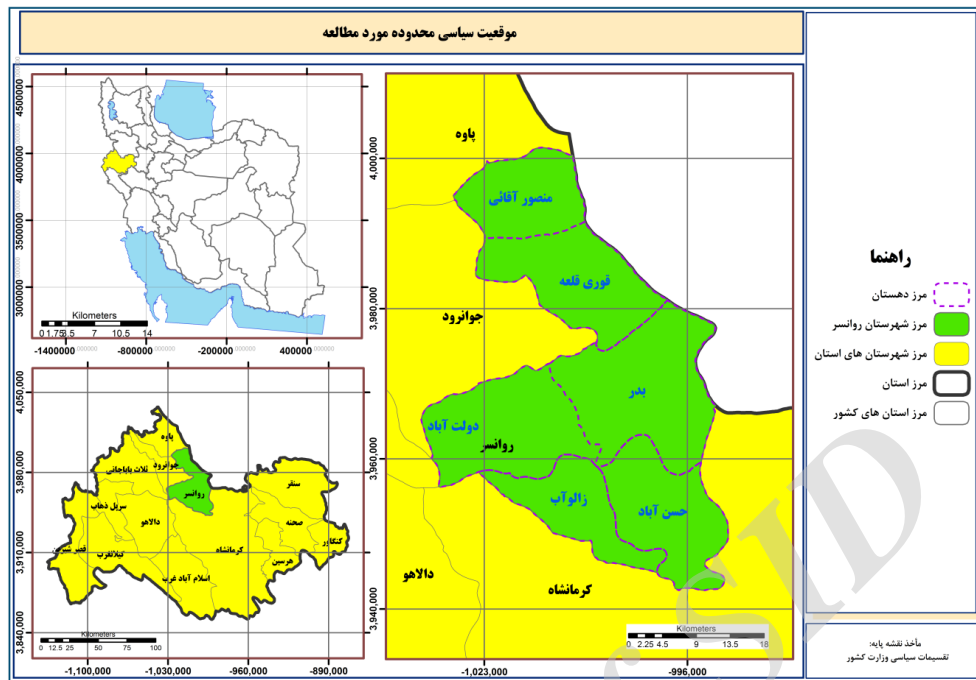 موقعیت سیاسی محدوده مورد مطالعه
راهنما
مرز دهستان
مرز شهرستان روانسر
مرز شهرستان های استان
مرز استان
مرز استان های کشور
مأخذ نقشه پایه:
تقسیمات سیاسی وزارت کشور
4500000
4000000
3500000
3000000
Kilometers
0 1.75 3.5 7 10.5 14
-1400000 -800000 -200000 400000
4,050,000
3,980,000
3,910,000
3,840,000
پاوه
جوانرود
ثلاث باباجانی
روانسر
سنقر
سرپل ذهاب
دالاهو
صحنه
کنگاور
کرمانشاه
قصر شیرین
گیلانغرب
هرسین
اسلام آباد غرب
Kilometers
0 12.5 25 50 75 100
-1,100,000 -1,030,000 -960,000 -890,000
4,000,000
3,980,000
3,960,000
3,940,000
پاوه
منصور آقائی
قوری قلعه
جوانرود
بدر
دولت آباد
روانسر
زالوآب
حسن آباد
دالاهو
کرمانشاه
Kilometers
0 2.25 4.5 9 13.5 18
-1,023,000 -996,000
SID